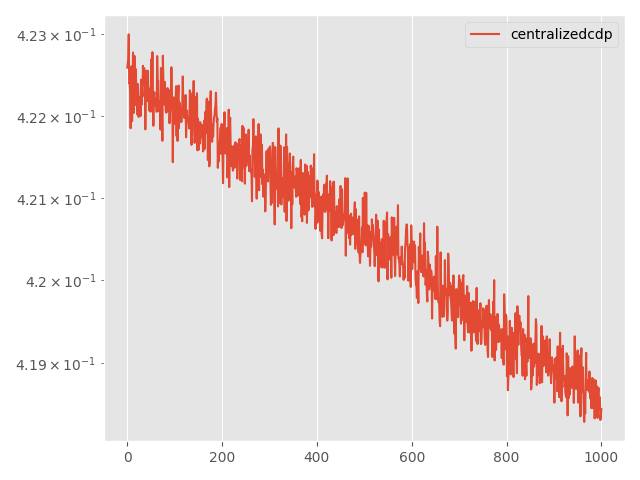 4.23 × 10⁻¹
4.22 × 10⁻¹
4.21 × 10⁻¹
4.2 × 10⁻¹
4.19 × 10⁻¹
centralizedcdp
0 200 400 600 800 1000